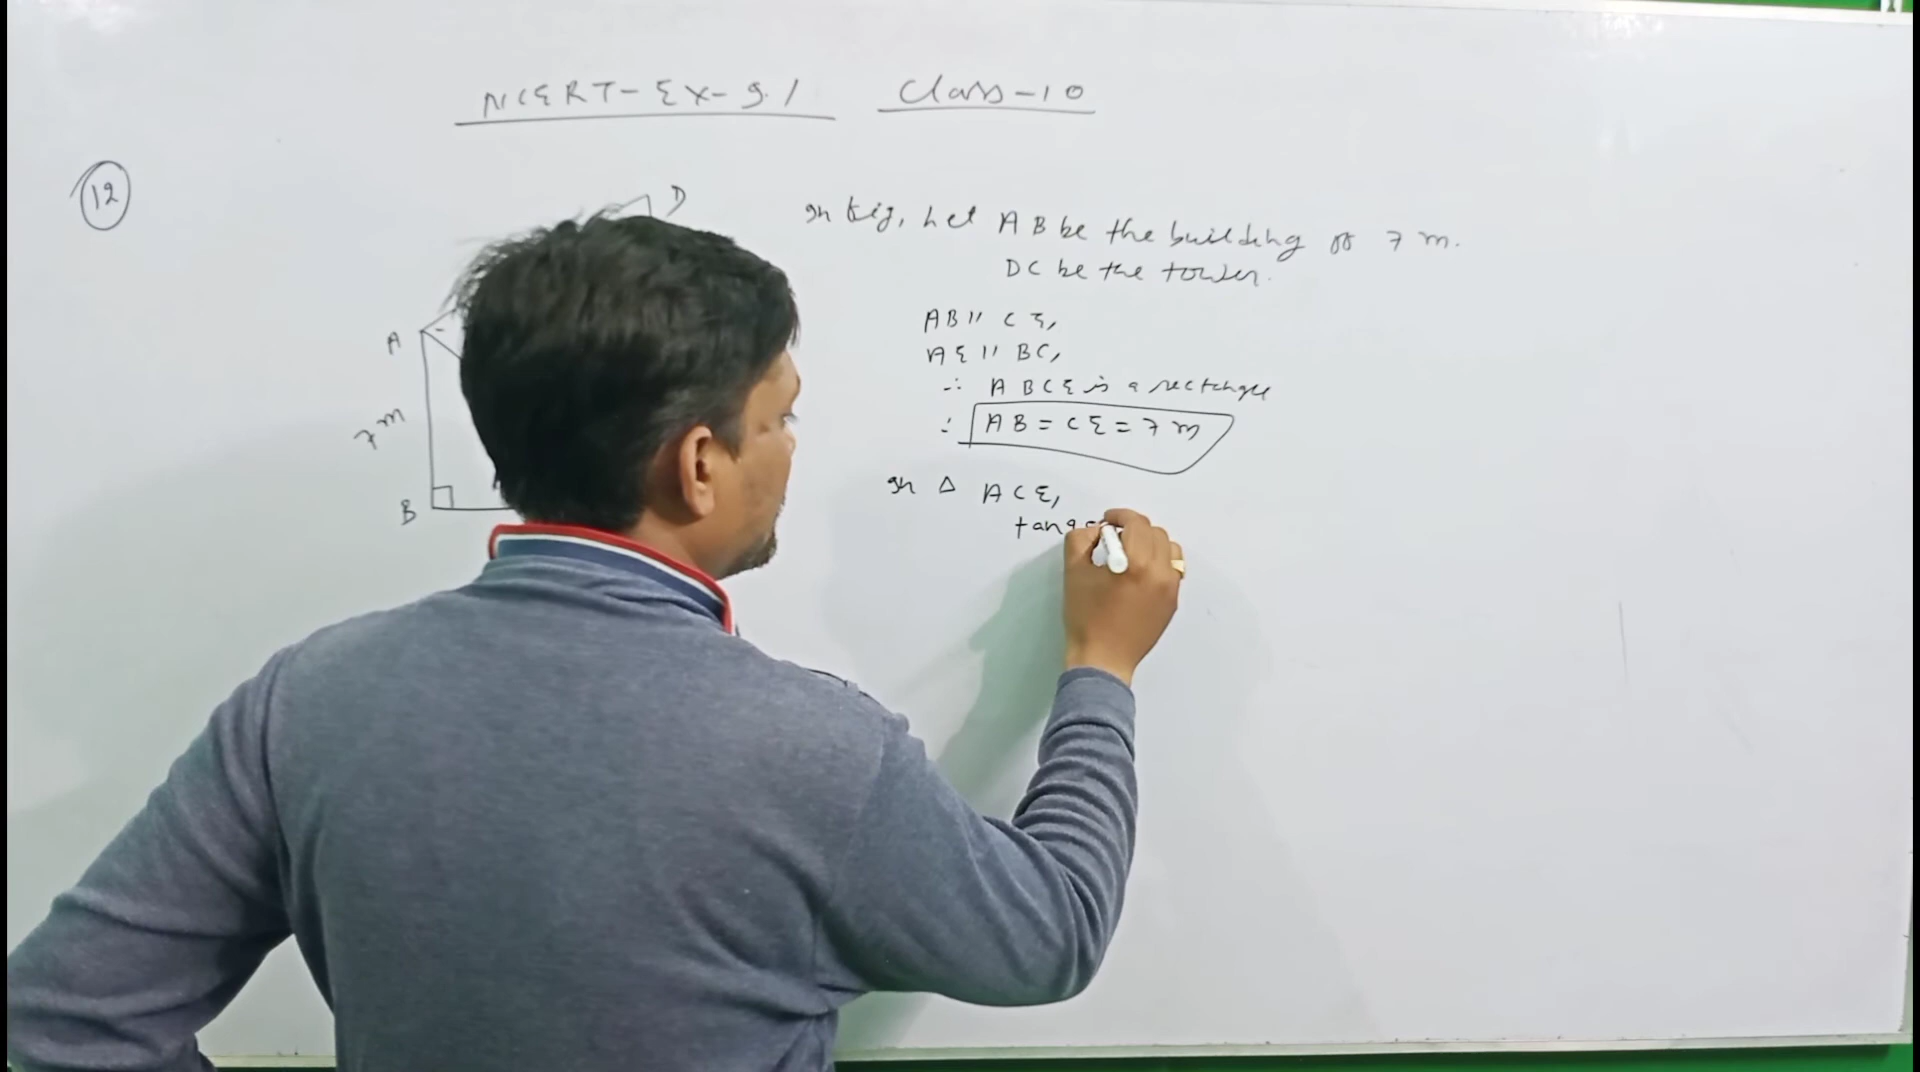 NCERT-Ex-9.1 Class-10
12
D
A
7m
B
In fig, Let AB be the building of 7 m.
DC be the tower.
AB || CE,
AE || BC,
∴ ABCE is a rectangle
∴ AB = CE = 7 m
In Δ ACE,
tan